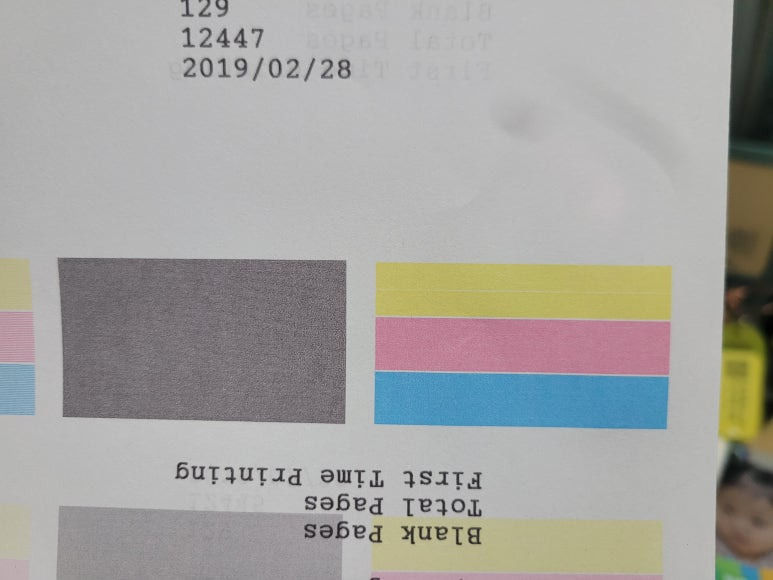 129
12447
2019/02/28
First Time Printing
Total Pages
Blank Pages